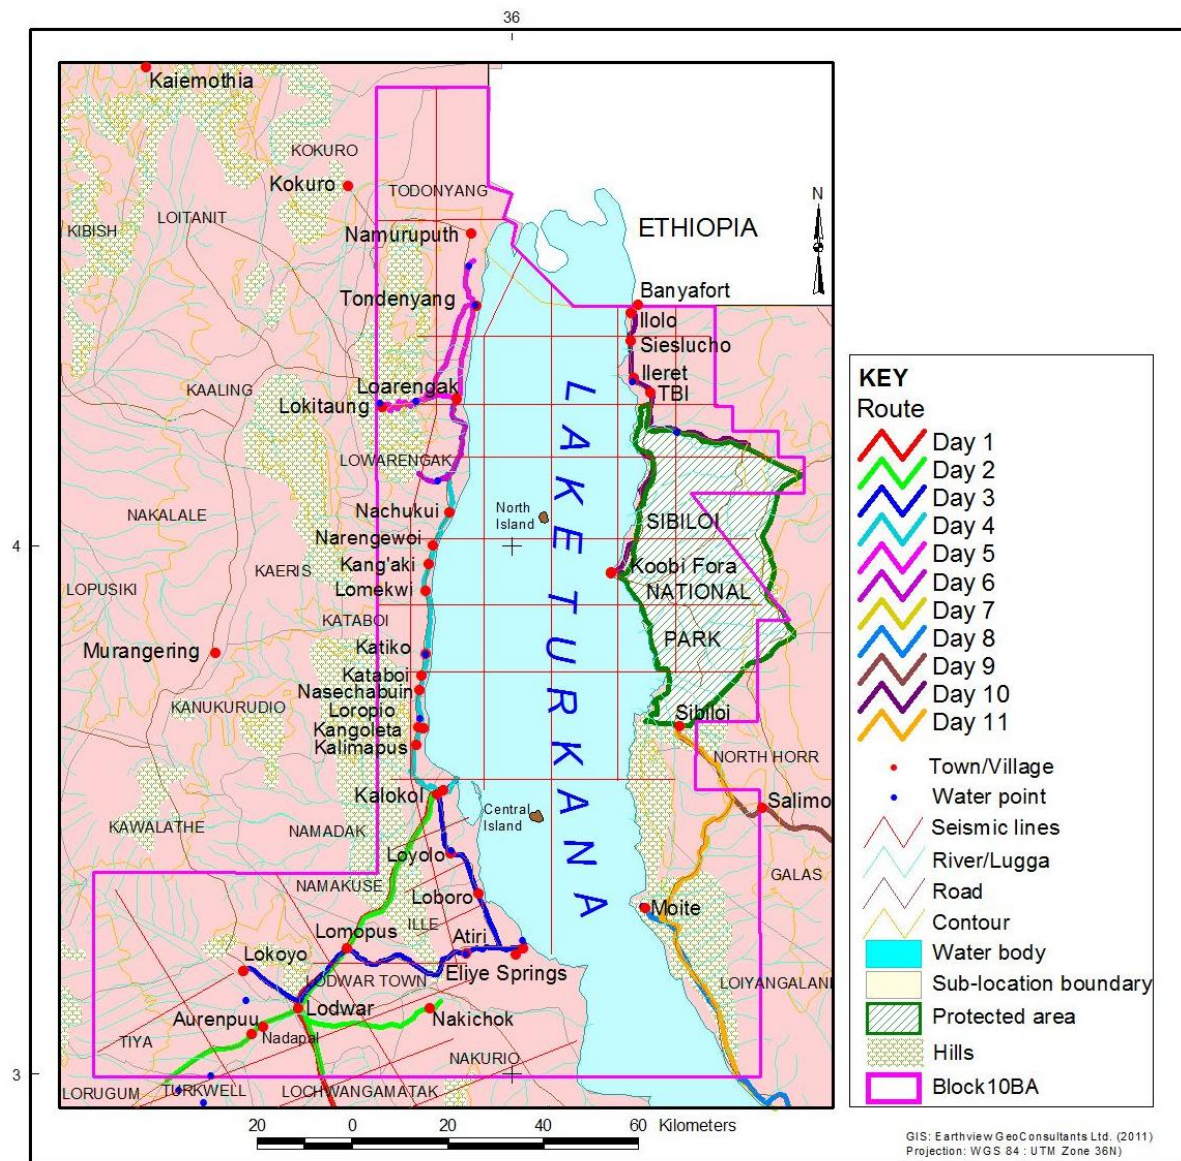 36
Kaiemothia
KOKURO
Kokuro
TODONYANG
LOITANIT
KIBISH
Namuruputh
ETHIOPIA
N
Tondenyang
Banyafort
Ilolo
Sieslucho
Ileret
TBI
KAALING
Loarengak
Lokitaung
LOWARENGAK
NAKALALE
Nachukui
North
Island
SIBILOI
Narengewoi
4
Kang'aki
KAERIS
Koobi Fora
LOPUSIKI
Lomekwi
NATIONAL
KATABOI
PARK
Murangering
Katiko
Kataboi
Nasechabuin
KANUKURUDIO
Loropio
Sibiloi
Kangoleta
Kalimapus
NORTH HORR
LAKE TURKANA
Kalokol
Salimo
Central
Island
KAWALATHE
NAMADAK
Loyolo
GALAS
NAMAKUSE
Loboro
Moite
ILLE
Lomopus
Atiri
Lokoyo
Eliye Springs
LODWAR TOWN
LOIYANGALANI
Aurenpuu
Lodwar
Nakichok
Nadapal
TIYA
NAKURIO
3
LORUGUM
TURKWELL
LOCHWANGAMATAK
KEY
Route
Day 1
Day 2
Day 3
Day 4
Day 5
Day 6
Day 7
Day 8
Day 9
Day 10
Day 11
Town/Village
Water point
Seismic lines
River/Lugga
Road
Contour
Water body
Sub-location boundary
Protected area
Hills
Block10BA
20 0 20 40 60 Kilometers
GIS: Earthview GeoConsultants Ltd. (2011)
Projection: WGS 84 : UTM Zone 36N)